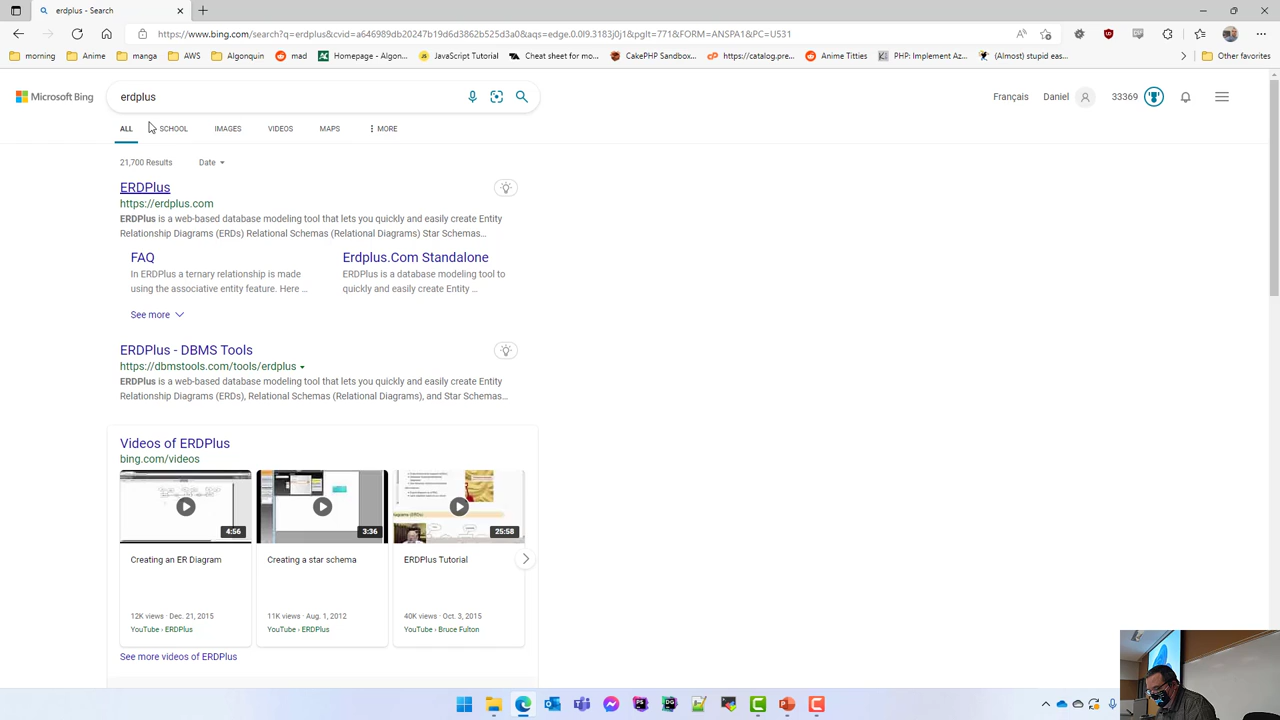 erdplus - Search
https://www.bing.com/search?q=erdplus&cvid=a646989db20247b19d6d3862b525d3a0&aqs=edge.0.0l9.3183j0j1&pglt=771&FORM=ANSPA1&PC=U531
morning Anime manga AWS Algonquin mad Homepage - Algon... JavaScript Tutorial Cheat sheet for mo... CakePHP Sandbox... https://catalog.pre... Anime Tittles PHP: Implement Az... (Almost) stupid eas... Other favorites
Microsoft Bing erdplus Français Daniel 33369
ALL SCHOOL IMAGES VIDEOS MAPS MORE
21,700 Results Date
ERDPlus
https://erdplus.com
ERDPlus is a web-based database modeling tool that lets you quickly and easily create Entity
Relationship Diagrams (ERDs) Relational Schemas (Relational Diagrams) Star Schemas...
FAQ Erdplus.Com Standalone
In ERDPlus a ternary relationship is made ERDPlus is a database modeling tool to
using the associative entity feature. Here ... quickly and easily create Entity ...
See more
ERDPlus - DBMS Tools
https://dbmstools.com/tools/erdplus
ERDPlus is a web-based database modeling tool that lets you quickly and easily create Entity
Relationship Diagrams (ERDs), Relational Schemas (Relational Diagrams), and Star Schemas...
Videos of ERDPlus
bing.com/videos
4:56 3:36 25:58
Creating an ER Diagram Creating a star schema ERDPlus Tutorial
12K views · Dec. 21, 2015 11K views · Aug. 1, 2012 40K views · Oct. 3, 2015
YouTube › ERDPlus YouTube › ERDPlus YouTube › Bruce Fulton
See more videos of ERDPlus